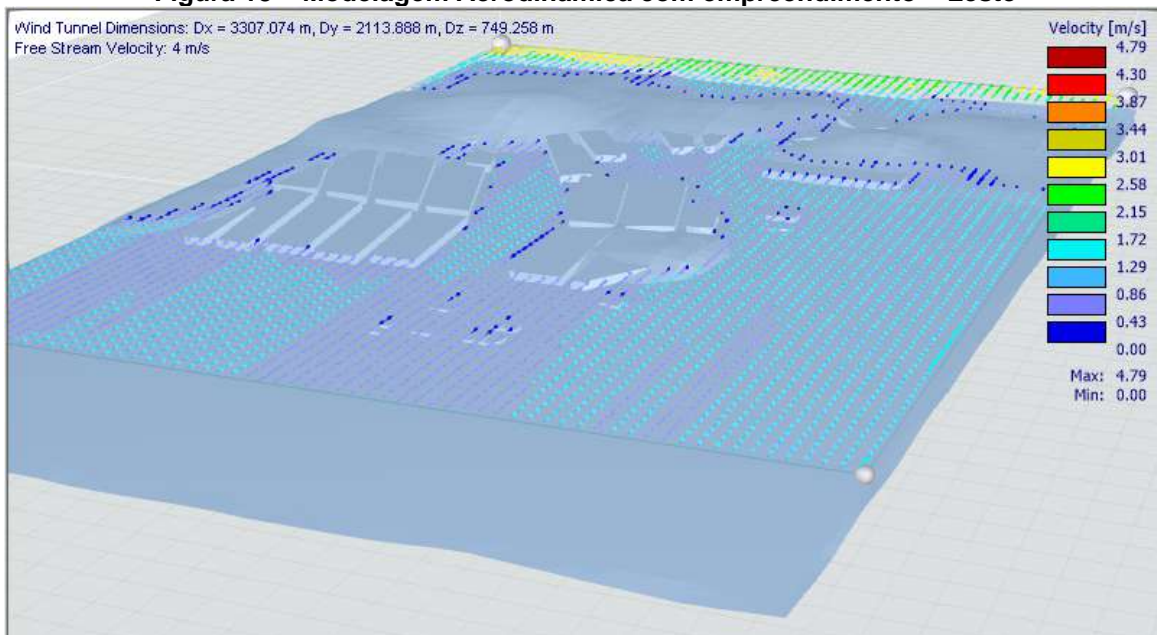 Wind Tunnel Dimensions: Dx = 3307.074 m, Dy = 2113.888 m, Dz = 749.258 m
Free Stream Velocity: 4 m/s
Velocity [m/s]
4.79
4.30
3.87
3.44
3.01
2.58
2.15
1.72
1.29
0.86
0.43
0.00
Max: 4.79
Min: 0.00